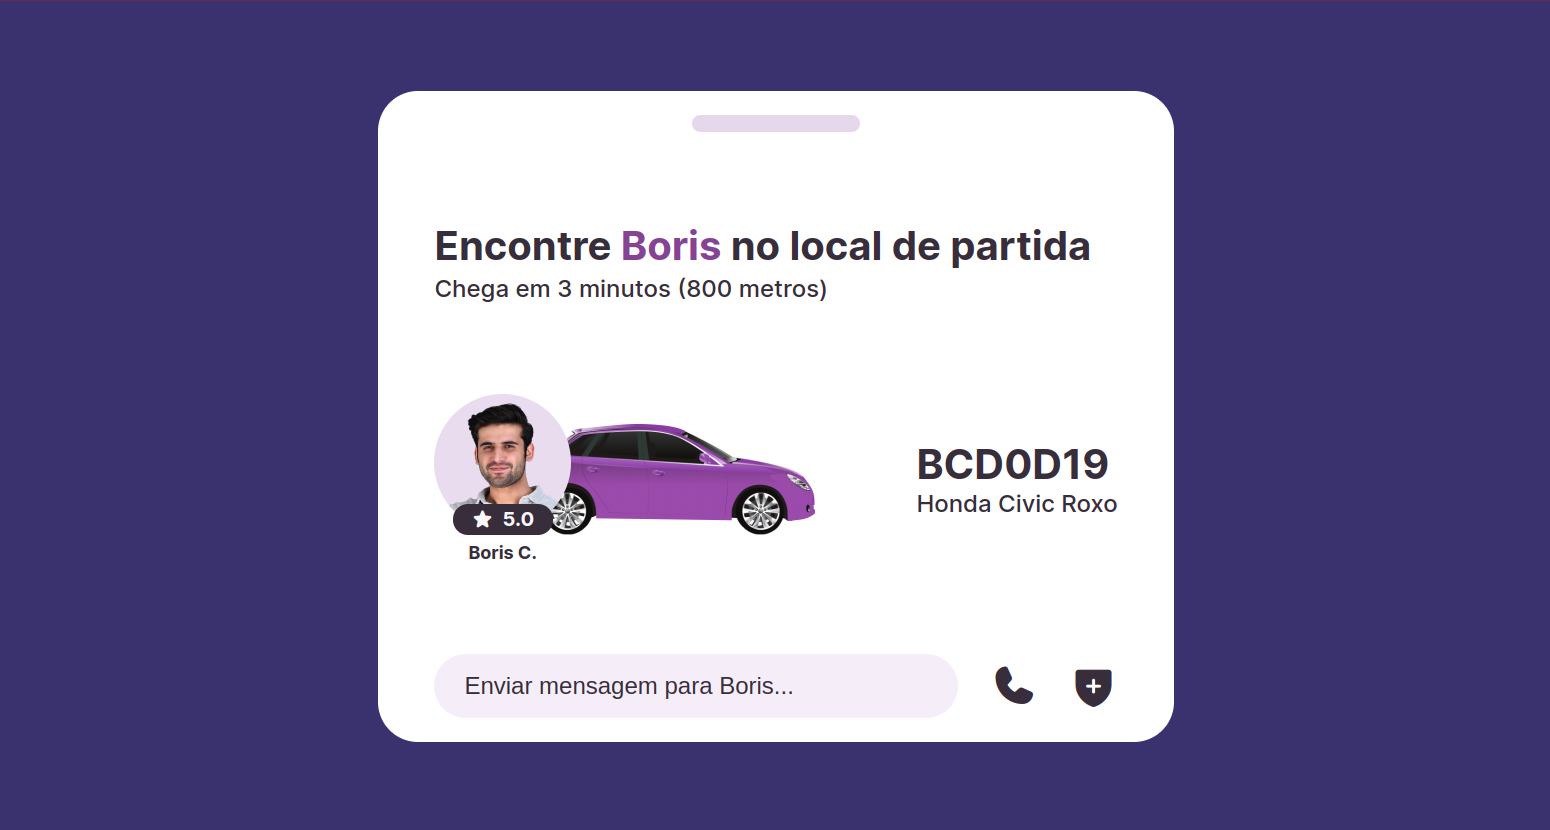 Encontre Boris no local de partida
Chega em 3 minutos (800 metros)
5.0
Boris C.
BCD0D19
Honda Civic Roxo
Enviar mensagem para Boris...